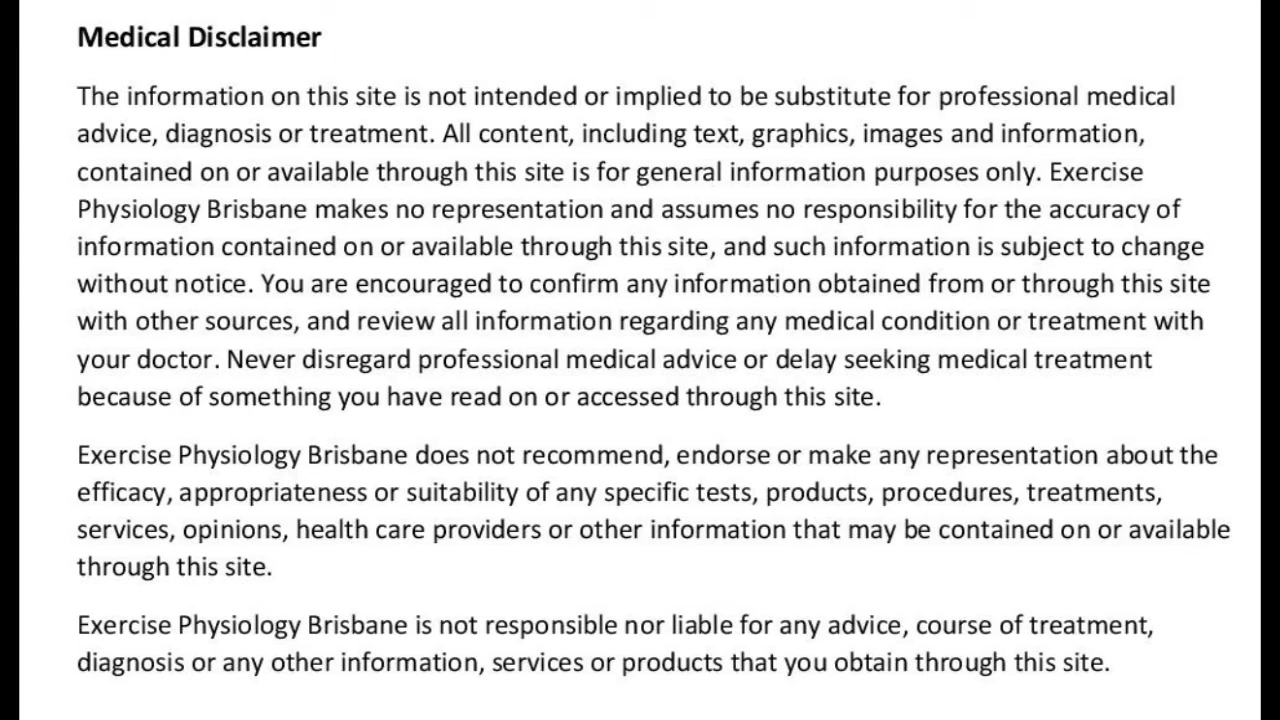 Medical Disclaimer
The information on this site is not intended or implied to be substitute for professional medical
advice, diagnosis or treatment. All content, including text, graphics, images and information,
contained on or available through this site is for general information purposes only. Exercise
Physiology Brisbane makes no representation and assumes no responsibility for the accuracy of
information contained on or available through this site, and such information is subject to change
without notice. You are encouraged to confirm any information obtained from or through this site
with other sources, and review all information regarding any medical condition or treatment with
your doctor. Never disregard professional medical advice or delay seeking medical treatment
because of something you have read on or accessed through this site.
Exercise Physiology Brisbane does not recommend, endorse or make any representation about the
efficacy, appropriateness or suitability of any specific tests, products, procedures, treatments,
services, opinions, health care providers or other information that may be contained on or available
through this site.
Exercise Physiology Brisbane is not responsible nor liable for any advice, course of treatment,
diagnosis or any other information, services or products that you obtain through this site.